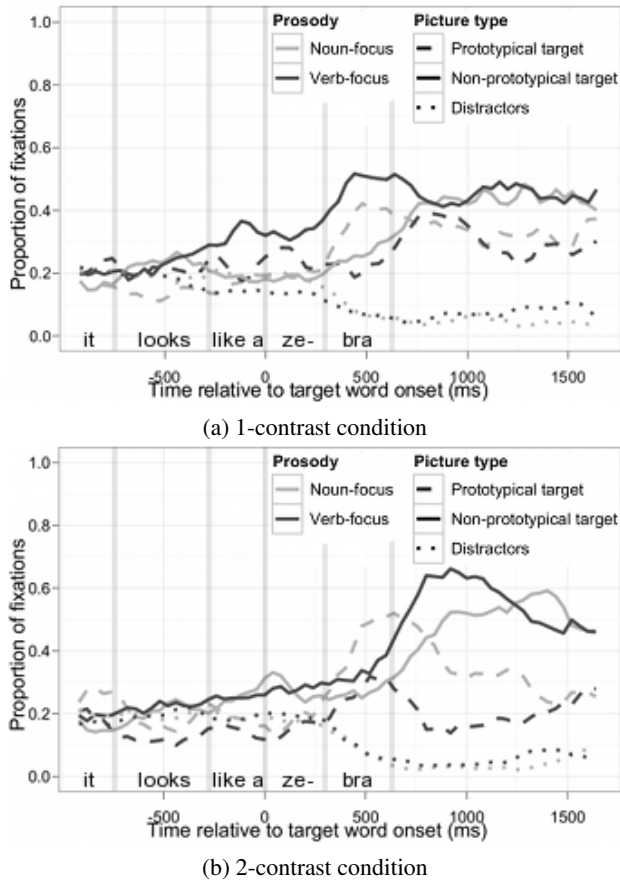 Prosody Picture type
Noun-focus Prototypical target
Verb-focus Non-prototypical target
Distractors
1.0
0.8
0.6
0.4
0.2
0.0
Proportion of fixations
it looks like a ze- bra
-500 0 500 1000 1500
Time relative to target word onset (ms)
(a) 1-contrast condition
Prosody Picture type
Noun-focus Prototypical target
Verb-focus Non-prototypical target
Distractors
1.0
0.8
0.6
0.4
0.2
0.0
Proportion of fixations
it looks like a ze- bra
-500 0 500 1000 1500
Time relative to target word onset (ms)
(b) 2-contrast condition